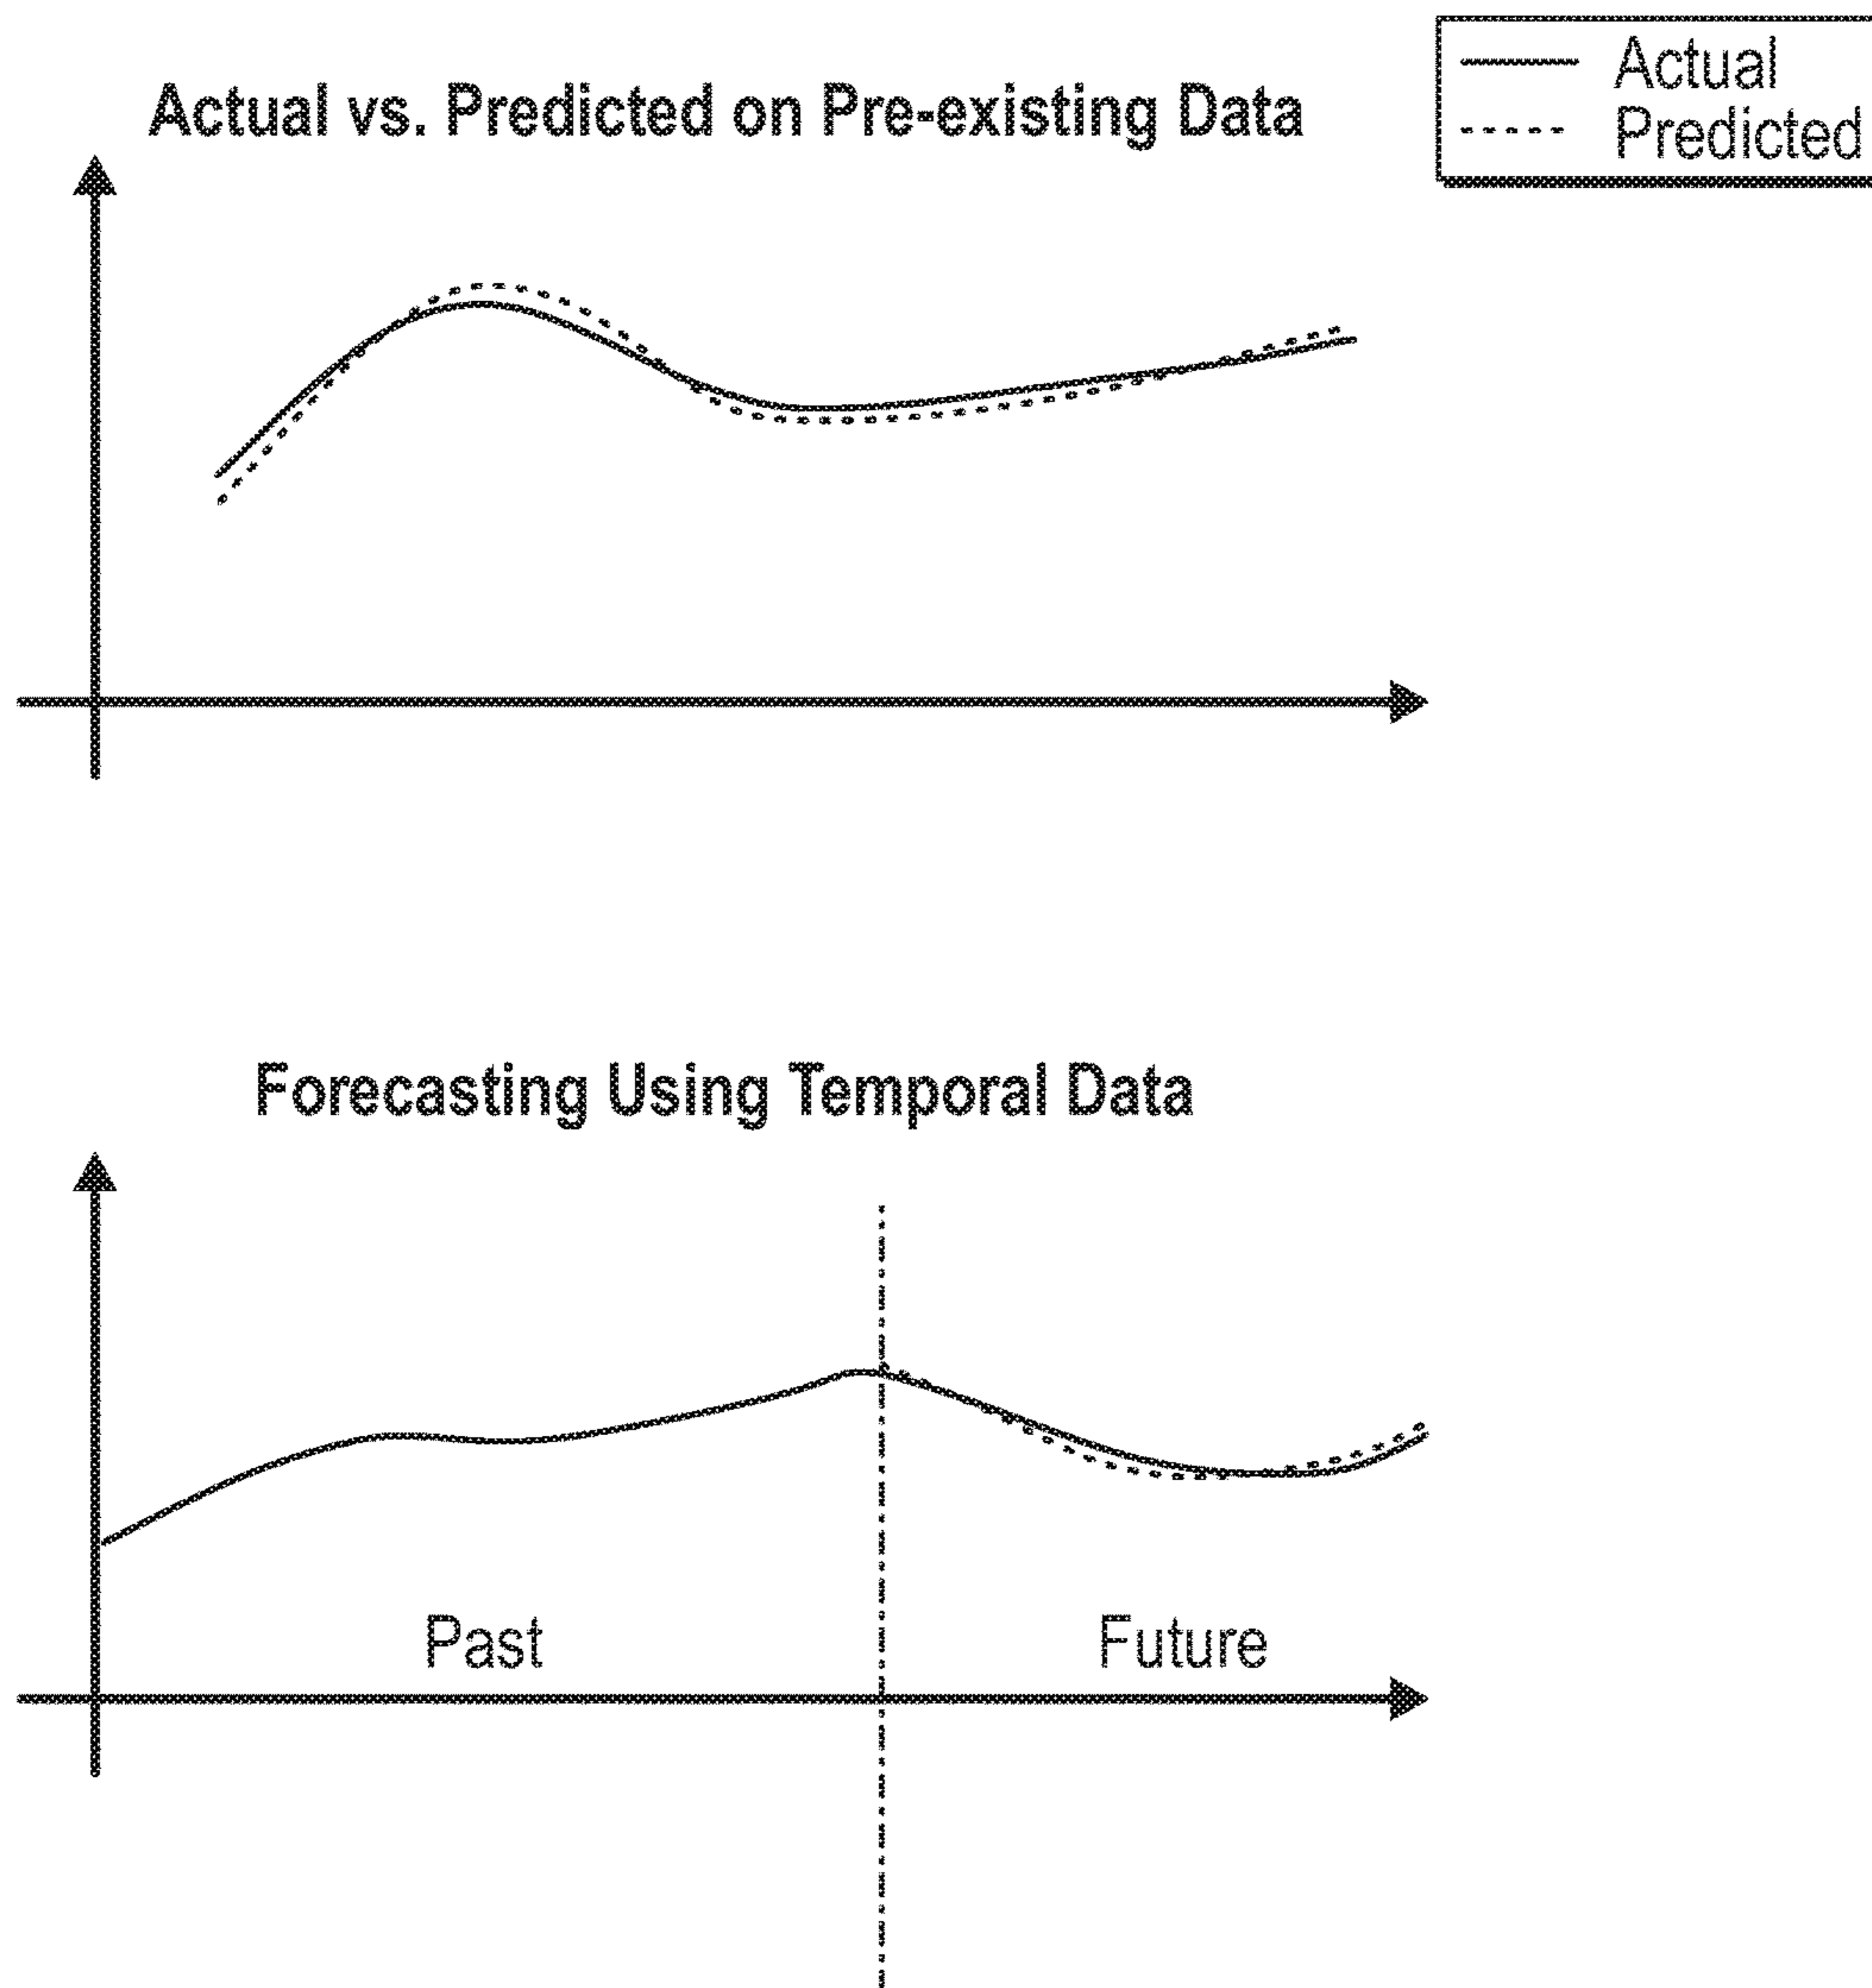 Actual
Predicted
Actual vs. Predicted on Pre-existing Data
Forecasting Using Temporal Data
Past
Future